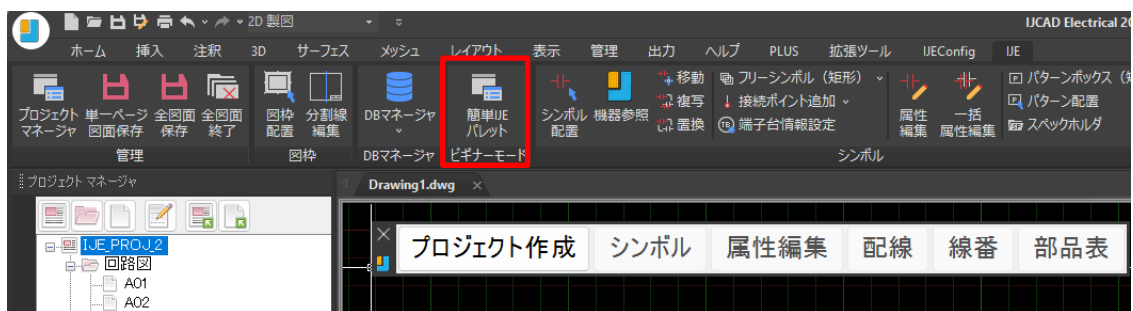 2D 製図
IJCAD Electrical 2
ホーム 挿入 注釈 3D サーフェス メッシュ レイアウト 表示 管理 出力 ヘルプ PLUS 拡張ツール IJEConfig IJE
プロジェクト マネージャ
単一ページ 図面保存
全図面 保存
全図面 終了
図枠 配置
分割線 編集
DBマネージャ
簡単IJE パレット
シンボル 配置
機器参照
移動
複写
置換
フリーシンボル（矩形）
接続ポイント追加
端子台情報設定
属性 編集
一括 属性編集
パターンボックス（矩
パターン配置
スペックホルダ
管理 図枠 DBマネージャ ビギナーモード シンボル
プロジェクト マネージャ
Drawing1.dwg
IJE_PROJ_2
回路図
A01
A02
プロジェクト作成 シンボル 属性編集 配線 線番 部品表